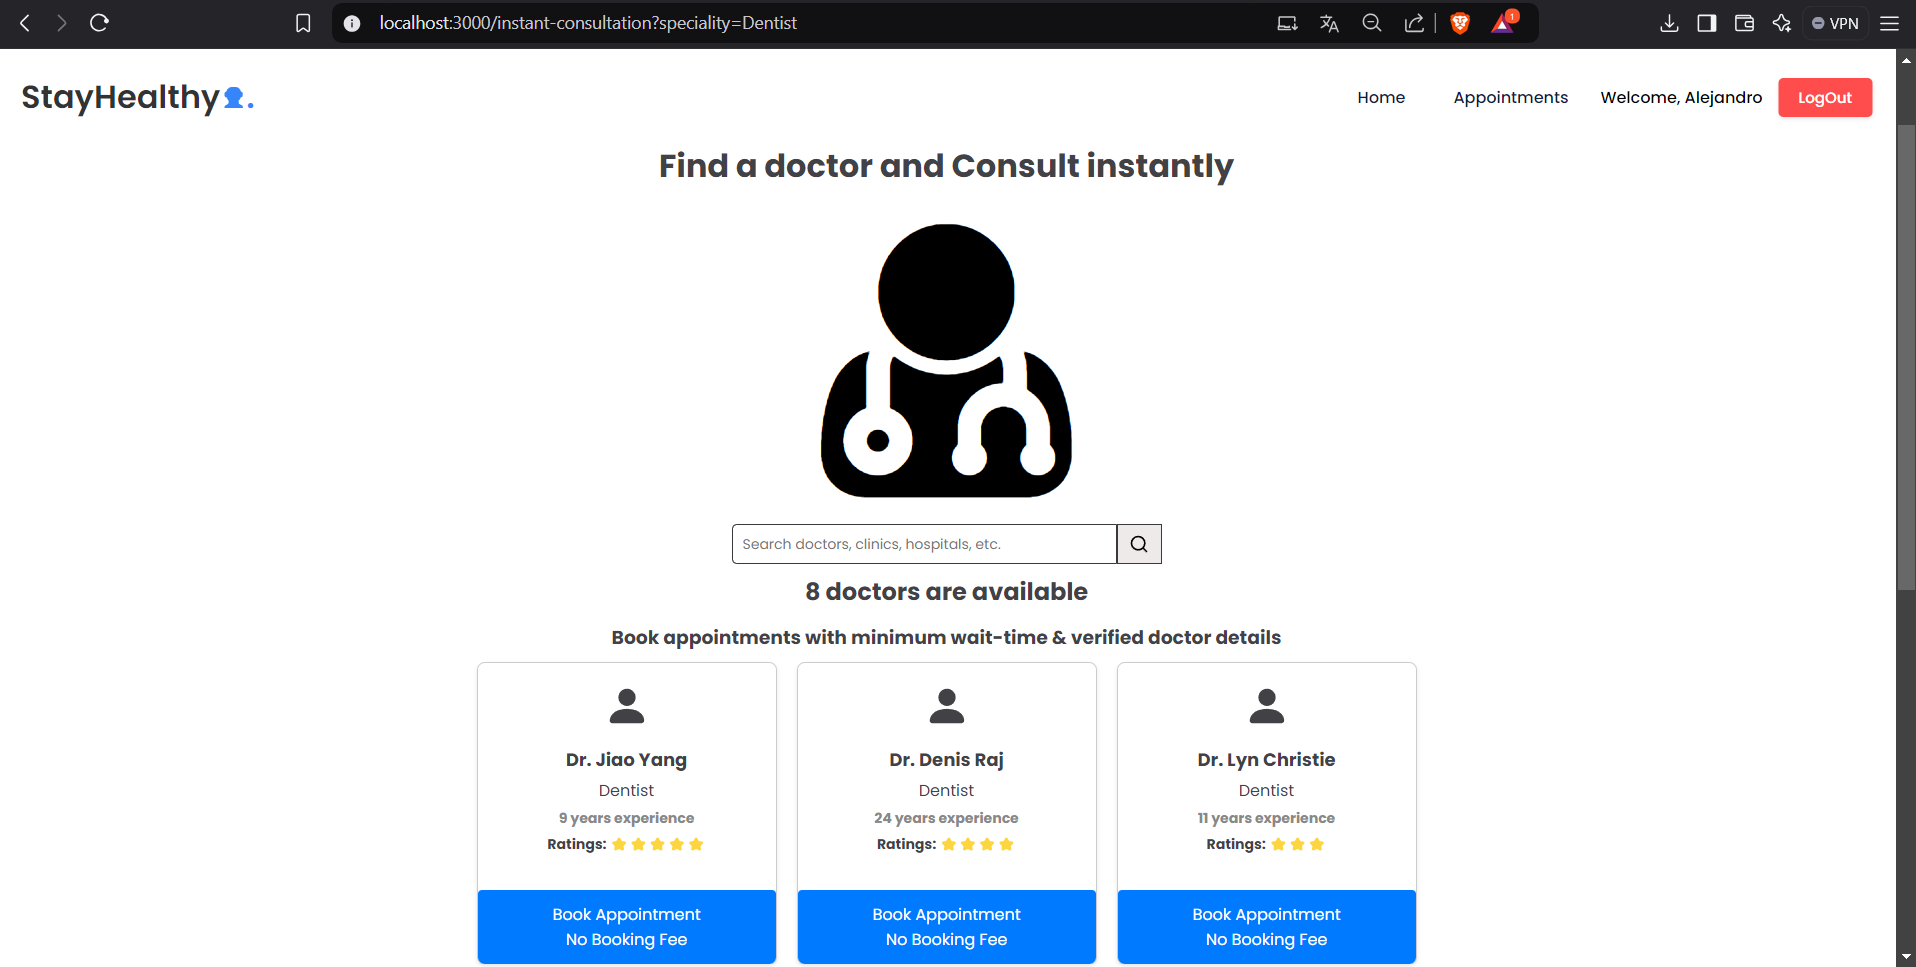 localhost:3000/instant-consultation?speciality=Dentist
1
VPN
StayHealthy.
Home
Appointments
Welcome, Alejandro
LogOut
Find a doctor and Consult instantly
Search doctors, clinics, hospitals, etc.
8 doctors are available
Book appointments with minimum wait-time & verified doctor details
Dr. Jiao Yang
Dentist
9 years experience
Ratings:
Book Appointment
No Booking Fee
Dr. Denis Raj
Dentist
24 years experience
Ratings:
Book Appointment
No Booking Fee
Dr. Lyn Christie
Dentist
11 years experience
Ratings:
Book Appointment
No Booking Fee